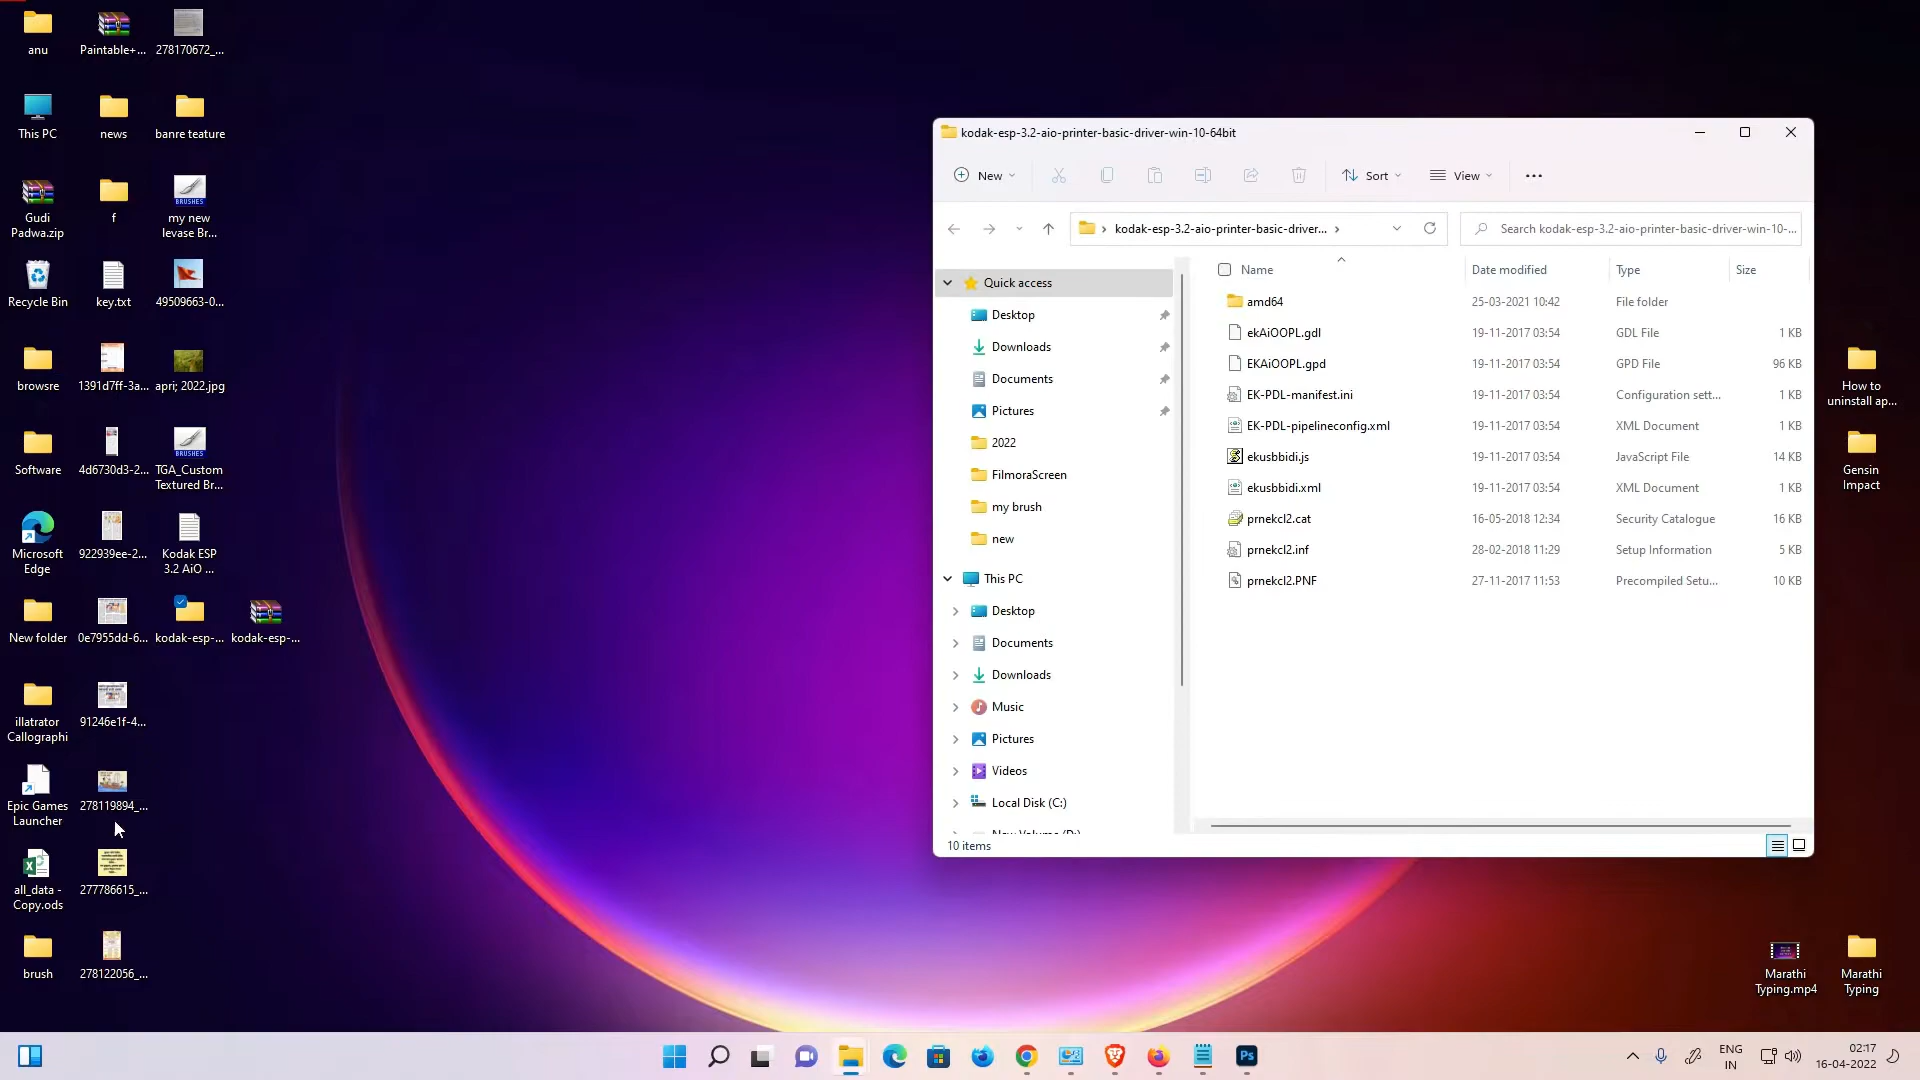 anu
Paintable+...
278170672_...
This PC
news
banre teature
Gudi
Padwa.zip
f
my new
levase Br...
Recycle Bin
key.txt
49509663-0...
browsre
1391d7ff-3a...
apri; 2022.jpg
Software
4d6730d3-2...
TGA_Custom
Textured Br...
Microsoft
Edge
922939ee-2...
Kodak ESP
3.2 AiO ...
New folder
0e7955dd-6...
kodak-esp-...
kodak-esp-...
illatrator
Callographi
91246e1f-4...
Epic Games
Launcher
278119894_...
all_data -
Copy.ods
277786615_...
brush
278122056_...
kodak-esp-3.2-aio-printer-basic-driver-win-10-64bit
New
Sort
View
kodak-esp-3.2-aio-printer-basic-driver...
Search kodak-esp-3.2-aio-printer-basic-driver-win-10-...
Quick access
Desktop
Downloads
Documents
Pictures
2022
FilmoraScreen
my brush
new
This PC
Desktop
Documents
Downloads
Music
Pictures
Videos
Local Disk (C:)
New Volume (D:)
Name Date modified Type Size
amd64 25-03-2021 10:42 File folder
ekAiOOPL.gdl 19-11-2017 03:54 GDL File 1 KB
EKAiOOPL.gpd 19-11-2017 03:54 GPD File 96 KB
EK-PDL-manifest.ini 19-11-2017 03:54 Configuration sett... 1 KB
EK-PDL-pipelineconfig.xml 19-11-2017 03:54 XML Document 1 KB
ekusbbidi.js 19-11-2017 03:54 JavaScript File 14 KB
ekusbbidi.xml 19-11-2017 03:54 XML Document 1 KB
prnekcl2.cat 16-05-2018 12:34 Security Catalogue 16 KB
prnekcl2.inf 28-02-2018 11:29 Setup Information 5 KB
prnekcl2.PNF 27-11-2017 11:53 Precompiled Setu... 10 KB
10 items
How to
uninstall ap...
Gensin
Impact
Marathi
Typing.mp4
Marathi
Typing
Ps
ENG
IN
02:17
16-04-2022